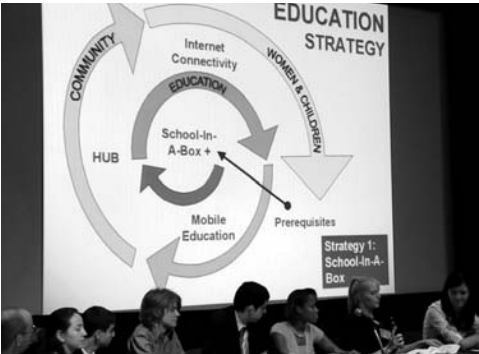 EDUCATION
STRATEGY
Internet
Connectivity
COMMUNITY
WOMEN & CHILDREN
EDUCATION
School-In-
A-Box +
HUB
Mobile
Education
Prerequisites
Strategy 1:
School-In-A-
Box